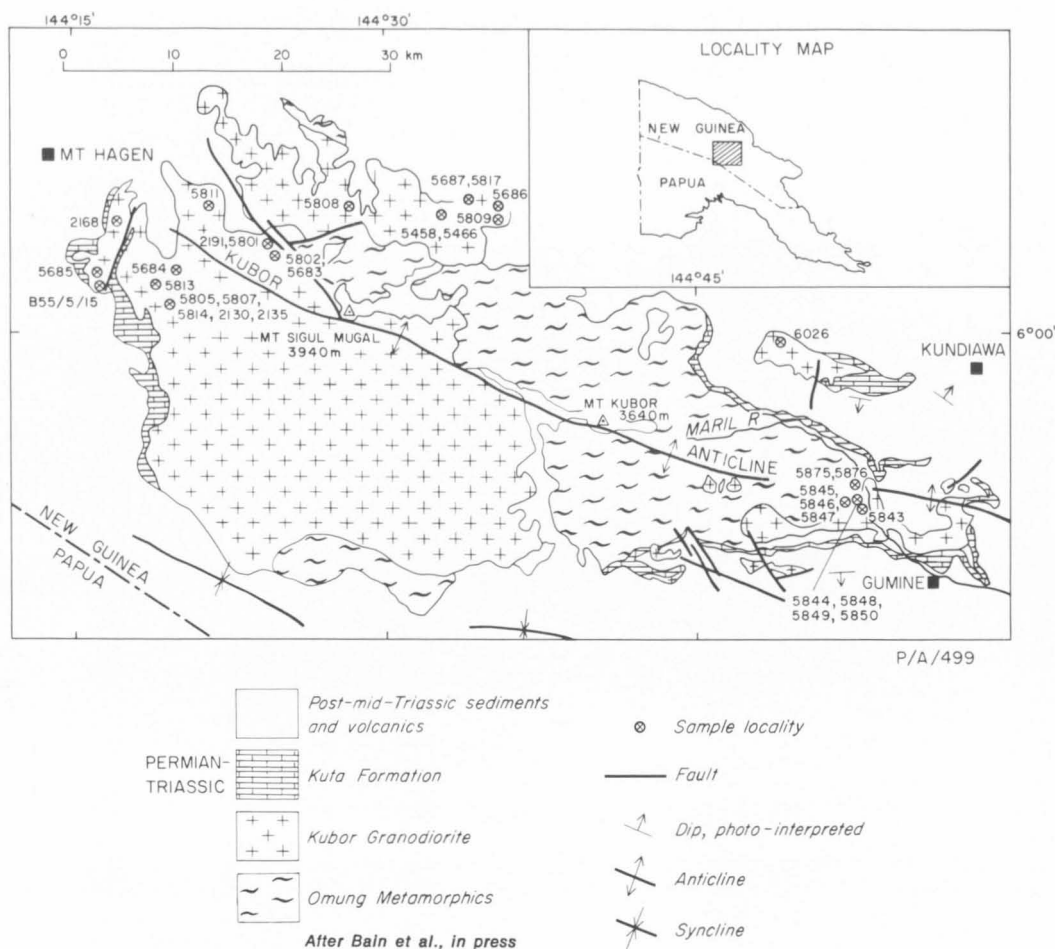 144°15'
144°30'
0 10 20 30 km
LOCALITY MAP
NEW GUINEA
PAPUA
MT HAGEN
5687,5817
5686
5811
5808
5809
2168
5458,5466
2191,5801
5802,
5683
KUBOR
144°45'
5685
5684
5813
B55/5/15
5805,5807,
5814,2130,2135
MT SIGUL MUGAL
3940m
6026
6°00'
KUNDIAWA
MT KUBOR
3640m
MARIL R
ANTICLINE
5875,5876
5845,
5846,
5847
5843
NEW GUINEA
PAPUA
GUMINE
5844, 5848,
5849, 5850
P/A/499
Post-mid-Triassic sediments
and volcanics
PERMIAN-
TRIASSIC
Kuta Formation
Kubor Granodiorite
Omung Metamorphics
After Bain et al., in press
Sample locality
Fault
Dip, photo-interpreted
Anticline
Syncline